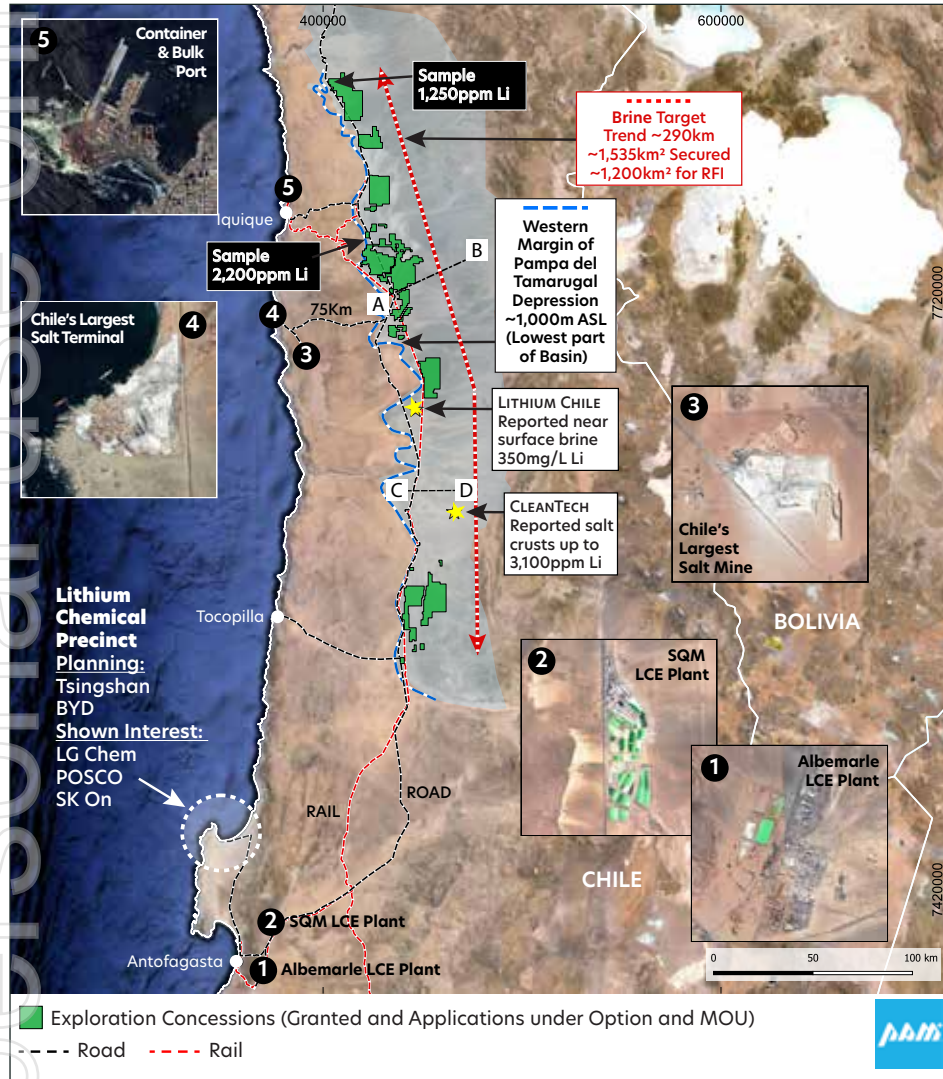 400000
600000
7720000
7420000
5
Container
& Bulk
Port
Sample
1,250ppm Li
Brine Target
Trend ~290km
~1,535km² Secured
~1,200km² for RFI
5
Iquique
Sample
2,200ppm Li
Western
Margin of
Pampa del
Tamarugal
Depression
~1,000m ASL
(Lowest part
of Basin)
B
A
4
75Km
3
Chile's Largest
Salt Terminal
4
LITHIUM CHILE
Reported near
surface brine
350mg/L Li
3
Chile's
Largest
Salt Mine
C
D
CLEANTECH
Reported salt
crusts up to
3,100ppm Li
Lithium
Chemical
Precinct
Planning:
Tsingshan
BYD
Shown Interest:
LG Chem
POSCO
SK On
Tocopilla
BOLIVIA
2
SQM
LCE Plant
1
Albemarle
LCE Plant
RAIL
ROAD
CHILE
2 SQM LCE Plant
Antofagasta
1 Albemarle LCE Plant
0 50 100 km
Exploration Concessions (Granted and Applications under Option and MOU)
Road Rail
pam